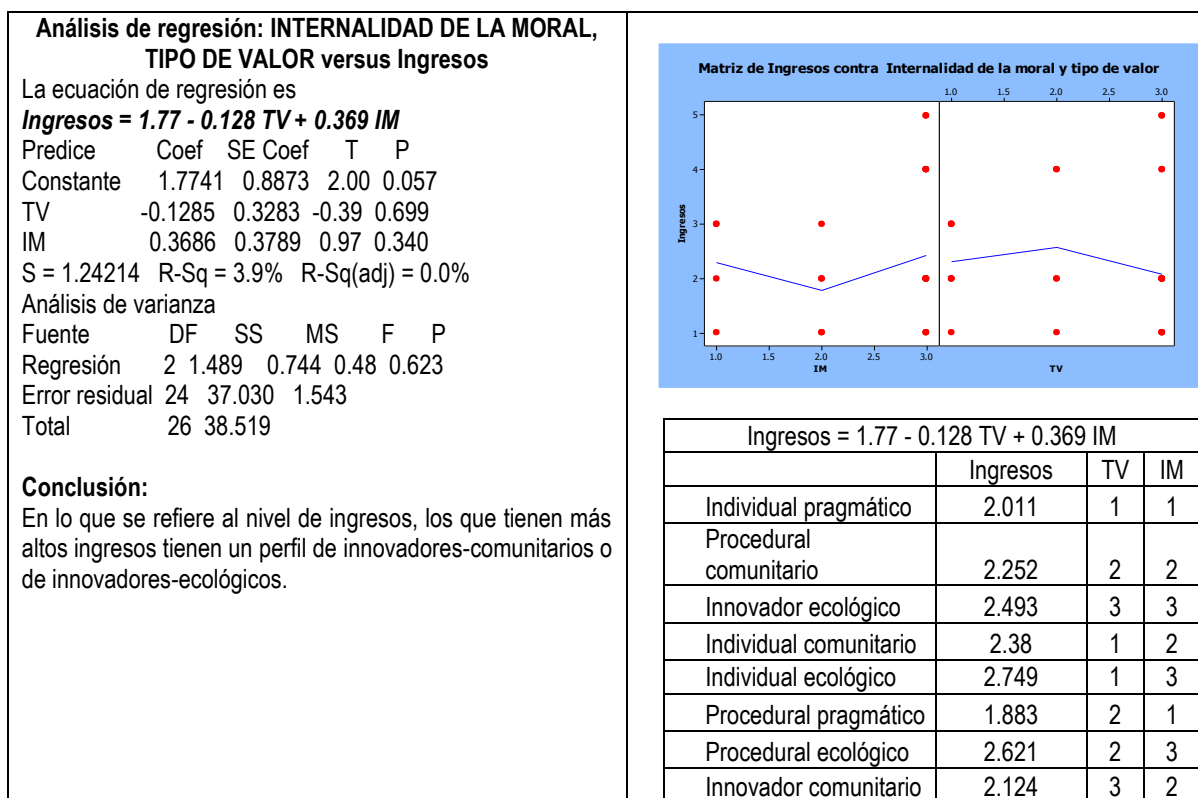 Análisis de regresión: INTERNALIDAD DE LA MORAL,
TIPO DE VALOR versus Ingresos
La ecuación de regresión es
Ingresos = 1.77 - 0.128 TV + 0.369 IM
Predice Coef SE Coef T P
Constante 1.7741 0.8873 2.00 0.057
TV -0.1285 0.3283 -0.39 0.699
IM 0.3686 0.3789 0.97 0.340
S = 1.24214 R-Sq = 3.9% R-Sq(adj) = 0.0%
Análisis de varianza
Fuente DF SS MS F P
Regresión 2 1.489 0.744 0.48 0.623
Error residual 24 37.030 1.543
Total 26 38.519
Conclusión:
En lo que se refiere al nivel de ingresos, los que tienen más
altos ingresos tienen un perfil de innovadores-comunitarios o
de innovadores-ecológicos.
Matriz de Ingresos contra Internalidad de la moral y tipo de valor
1.0 1.5 2.0 2.5 3.0
5
4
3
2
1
Ingresos
1.0 1.5 2.0 2.5 3.0
IM TV
Ingresos = 1.77 - 0.128 TV + 0.369 IM
Ingresos TV IM
Individual pragmático 2.011 1 1
Procedural
comunitario 2.252 2 2
Innovador ecológico 2.493 3 3
Individual comunitario 2.38 1 2
Individual ecológico 2.749 1 3
Procedural pragmático 1.883 2 1
Procedural ecológico 2.621 2 3
Innovador comunitario 2.124 3 2